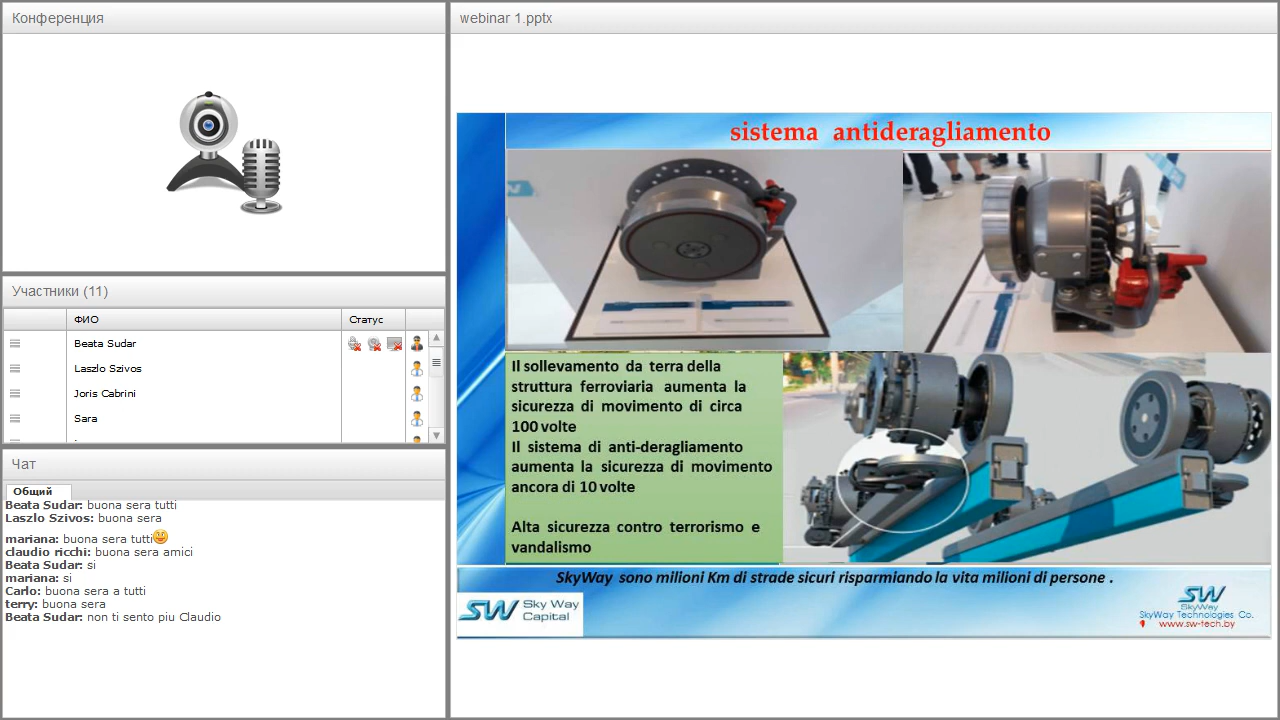 Конференция
Участники (11)
ФИО
Статус
Beata Sudar
Laszlo Szivos
Joris Cabrini
Sara
Чат
Общий
Beata Sudar: buona sera tutti
Laszlo Szivos: buona sera
mariana: buona sera tutti
claudio ricchi: buona sera amici
Beata Sudar: si
mariana: si
Carlo: buona sera a tutti
terry: buona sera
Beata Sudar: non ti sento piu Claudio
webinar 1.pptx
sistema antideragliamento
Il sollevamento da terra della
struttura ferroviaria aumenta la
sicurezza di movimento di circa
100 volte
Il sistema di anti-deragliamento
aumenta la sicurezza di movimento
ancora di 10 volte
Alta sicurezza contro terrorismo e
vandalismo
SkyWay sono milioni Km di strade sicuri risparmiando la vita milioni di persone .
SW Sky Way
Capital
SW
SkyWay
SkyWay Technologies Co.
www.sw-tech.by